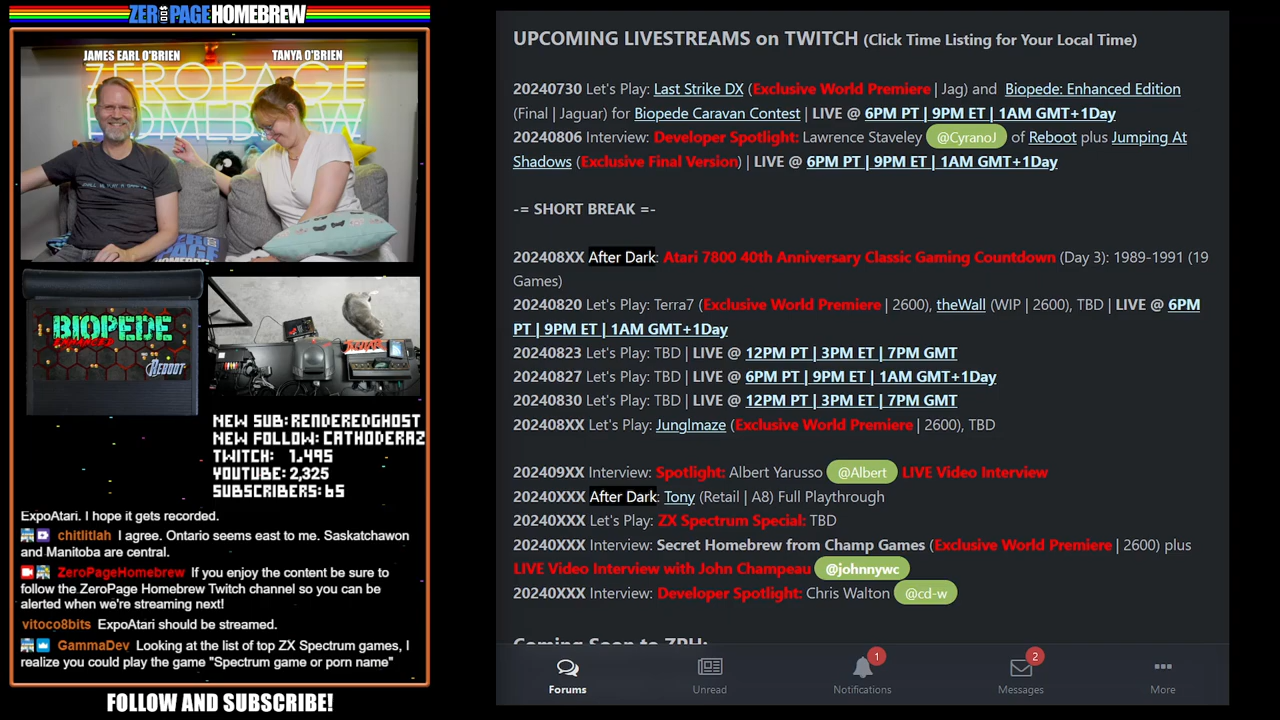 ZEROPAGE HOMEBREW
JAMES EARL O'BRIEN
TANYA O'BRIEN
ZEROPAGE
HOMEBREW
BIOPEDE
ENHANCED
REBOOT
NEW SUB: RENDEREDGHOST
NEW FOLLOW: CATHODERAZ
TWITCH: 1,495
YOUTUBE: 2,325
SUBSCRIBERS: 65
ExpoAtari. I hope it gets recorded.
chitlitlah I agree. Ontario seems east to me. Saskatchawon
and Manitoba are central.
ZeroPageHomebrew If you enjoy the content be sure to
follow the ZeroPage Homebrew Twitch channel so you can be
alerted when we're streaming next!
vitoco8bits ExpoAtari should be streamed.
GammaDev Looking at the list of top ZX Spectrum games, I
realize you could play the game "Spectrum game or porn name"
FOLLOW AND SUBSCRIBE!
UPCOMING LIVESTREAMS on TWITCH (Click Time Listing for Your Local Time)
20240730 Let's Play: Last Strike DX (Exclusive World Premiere | Jag) and Biopede: Enhanced Edition
(Final | Jaguar) for Biopede Caravan Contest | LIVE @ 6PM PT | 9PM ET | 1AM GMT+1Day
20240806 Interview: Developer Spotlight: Lawrence Staveley @CyranoJ of Reboot plus Jumping At
Shadows (Exclusive Final Version) | LIVE @ 6PM PT | 9PM ET | 1AM GMT+1Day
-= SHORT BREAK =-
202408XX After Dark: Atari 7800 40th Anniversary Classic Gaming Countdown (Day 3): 1989-1991 (19
Games)
20240820 Let's Play: Terra7 (Exclusive World Premiere | 2600), theWall (WIP | 2600), TBD | LIVE @ 6PM
PT | 9PM ET | 1AM GMT+1Day
20240823 Let's Play: TBD | LIVE @ 12PM PT | 3PM ET | 7PM GMT
20240827 Let's Play: TBD | LIVE @ 6PM PT | 9PM ET | 1AM GMT+1Day
20240830 Let's Play: TBD | LIVE @ 12PM PT | 3PM ET | 7PM GMT
202408XX Let's Play: Junglmaze (Exclusive World Premiere | 2600), TBD
202409XX Interview: Spotlight: Albert Yarusso @Albert LIVE Video Interview
20240XXX After Dark: Tony (Retail | A8) Full Playthrough
20240XXX Let's Play: ZX Spectrum Special: TBD
20240XXX Interview: Secret Homebrew from Champ Games (Exclusive World Premiere | 2600) plus
LIVE Video Interview with John Champeau @johnnywc
20240XXX Interview: Developer Spotlight: Chris Walton @cd-w
Coming Soon to ZPH:
1
2
Forums
Unread
Notifications
Messages
More